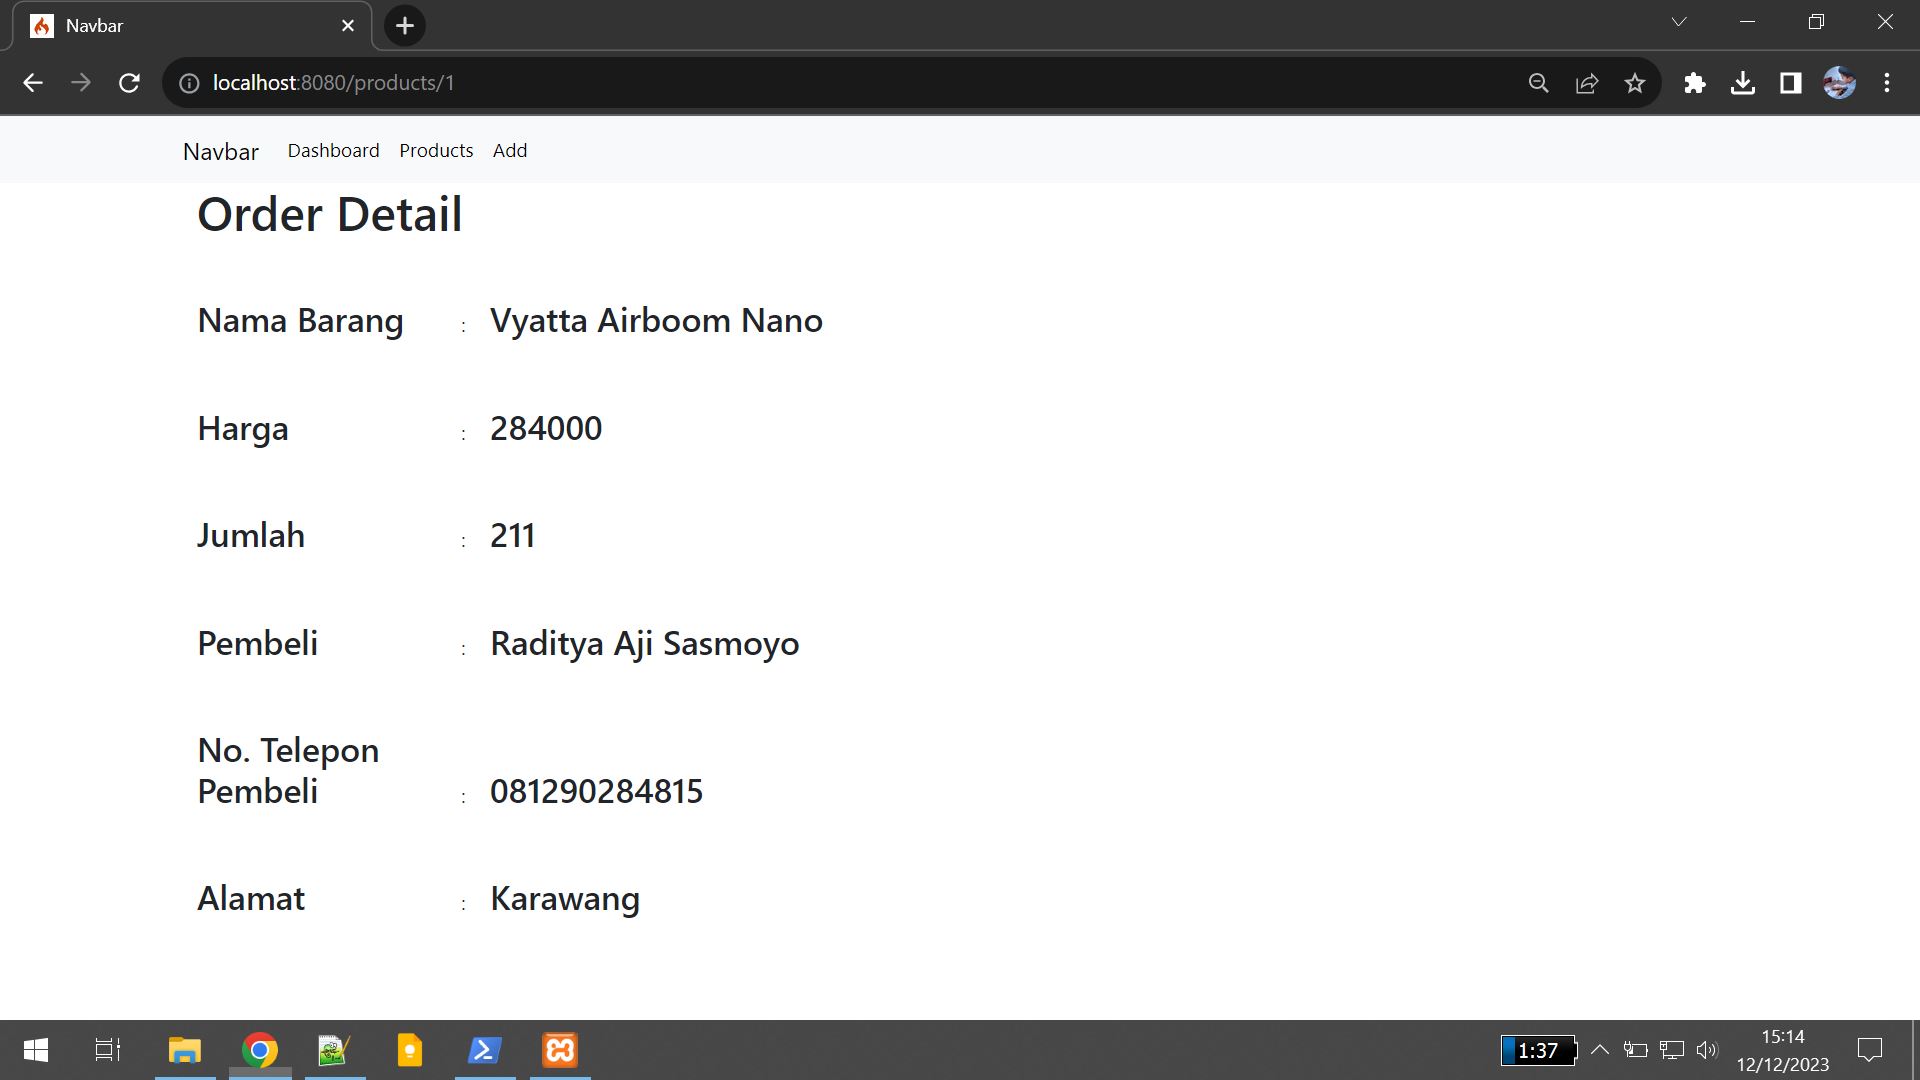 Navbar
localhost:8080/products/1
Navbar Dashboard Products Add
Order Detail
Nama Barang : Vyatta Airboom Nano
Harga : 284000
Jumlah : 211
Pembeli : Raditya Aji Sasmoyo
No. Telepon
Pembeli : 081290284815
Alamat : Karawang
1:37
15:14
12/12/2023